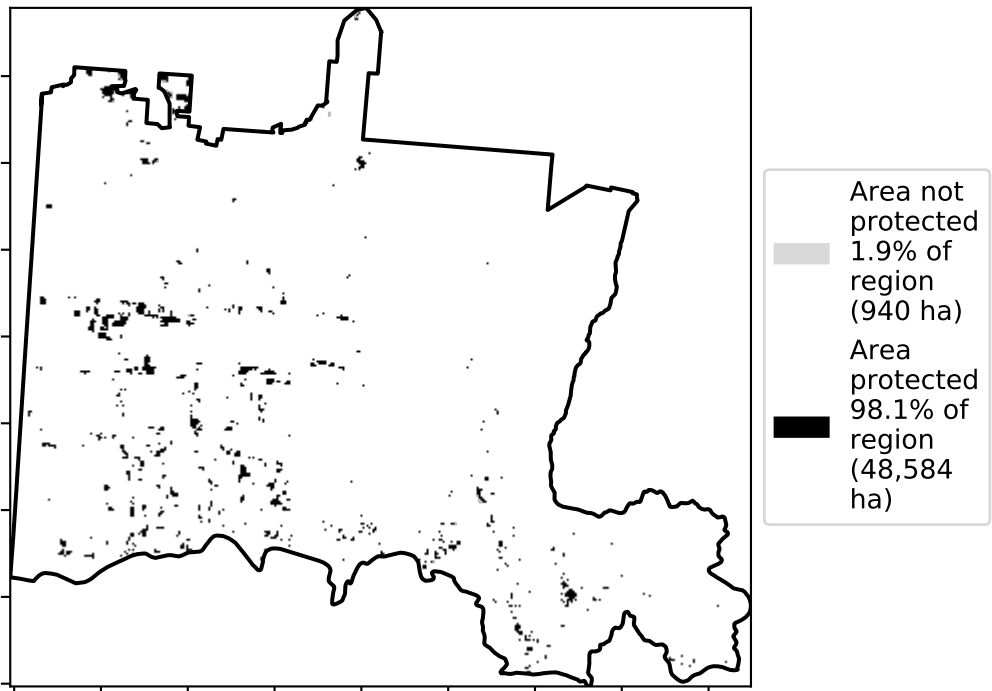 Area not
protected
1.9% of
region
(940 ha)
Area
protected
98.1% of
region
(48,584
ha)